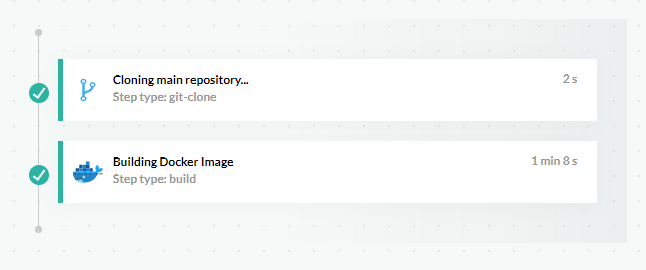 Cloning main repository...
2 s
Step type: git-clone
Building Docker Image
1 min 8 s
Step type: build